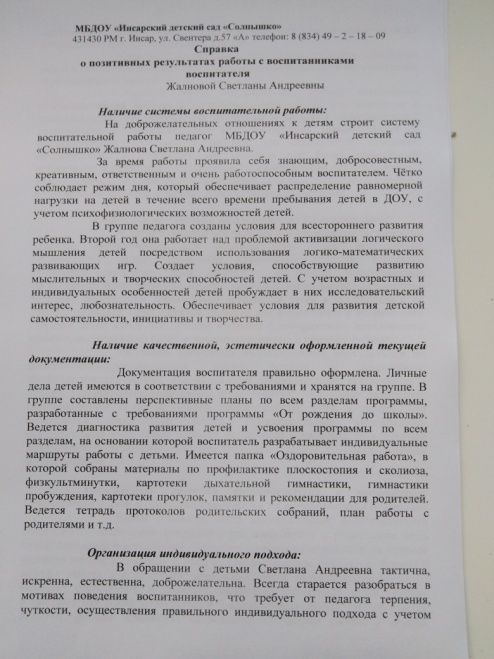 МБДОУ «Инсарский детский сад «Солнышко»
431430 РМ г. Инсар, ул. Свентера д.57 «А» телефон: 8 (834) 49 – 2 – 18 – 09
Справка
о позитивных результатах работы с воспитанниками
воспитателя
Жалновой Светланы Андреевны
Наличие системы воспитательной работы:
На доброжелательных отношениях к детям строит систему
воспитательной работы педагог МБДОУ «Инсарский детский сад
«Солнышко» Жалнова Светлана Андреевна.
За время работы проявила себя знающим, добросовестным,
креативным, ответственным и очень работоспособным воспитателем. Чётко
соблюдает режим дня, который обеспечивает распределение равномерной
нагрузки на детей в течение всего времени пребывания детей в ДОУ, с
учетом психофизиологических возможностей детей.
В группе педагога созданы условия для всестороннего развития
ребенка. Второй год она работает над проблемой активизации логического
мышления детей посредством использования логико-математических
развивающих игр. Создает условия, способствующие развитию
мыслительных и творческих способностей детей. С учетом возрастных и
индивидуальных особенностей детей пробуждает в них исследовательский
интерес, любознательность. Обеспечивает условия для развития детской
самостоятельности, инициативы и творчества.
Наличие качественной, эстетически оформленной текущей
документации:
Документация воспитателя правильно оформлена. Личные
дела детей имеются в соответствии с требованиями и хранятся на группе. В
группе составлены перспективные планы по всем разделам программы,
разработанные с требованиями программы «От рождения до школы».
Ведется диагностика развития детей и усвоения программы по всем
разделам, на основании которой воспитатель разрабатывает индивидуальные
маршруты работы с детьми. Имеется папка «Оздоровительная работа», в
которой собраны материалы по профилактике плоскостопия и сколиоза,
физкультминутки, картотеки дыхательной гимнастики, гимнастики
пробуждения, картотеки прогулок, памятки и рекомендации для родителей.
Ведется тетрадь протоколов родительских собраний, план работы с
родителями и т.д.
Организация индивидуального подхода:
В обращении с детьми Светлана Андреевна тактична,
искренна, естественна, доброжелательна. Всегда старается разобраться в
мотивах поведения воспитанников, что требует от педагога терпения,
чуткости, осуществления правильного индивидуального подхода с учетом